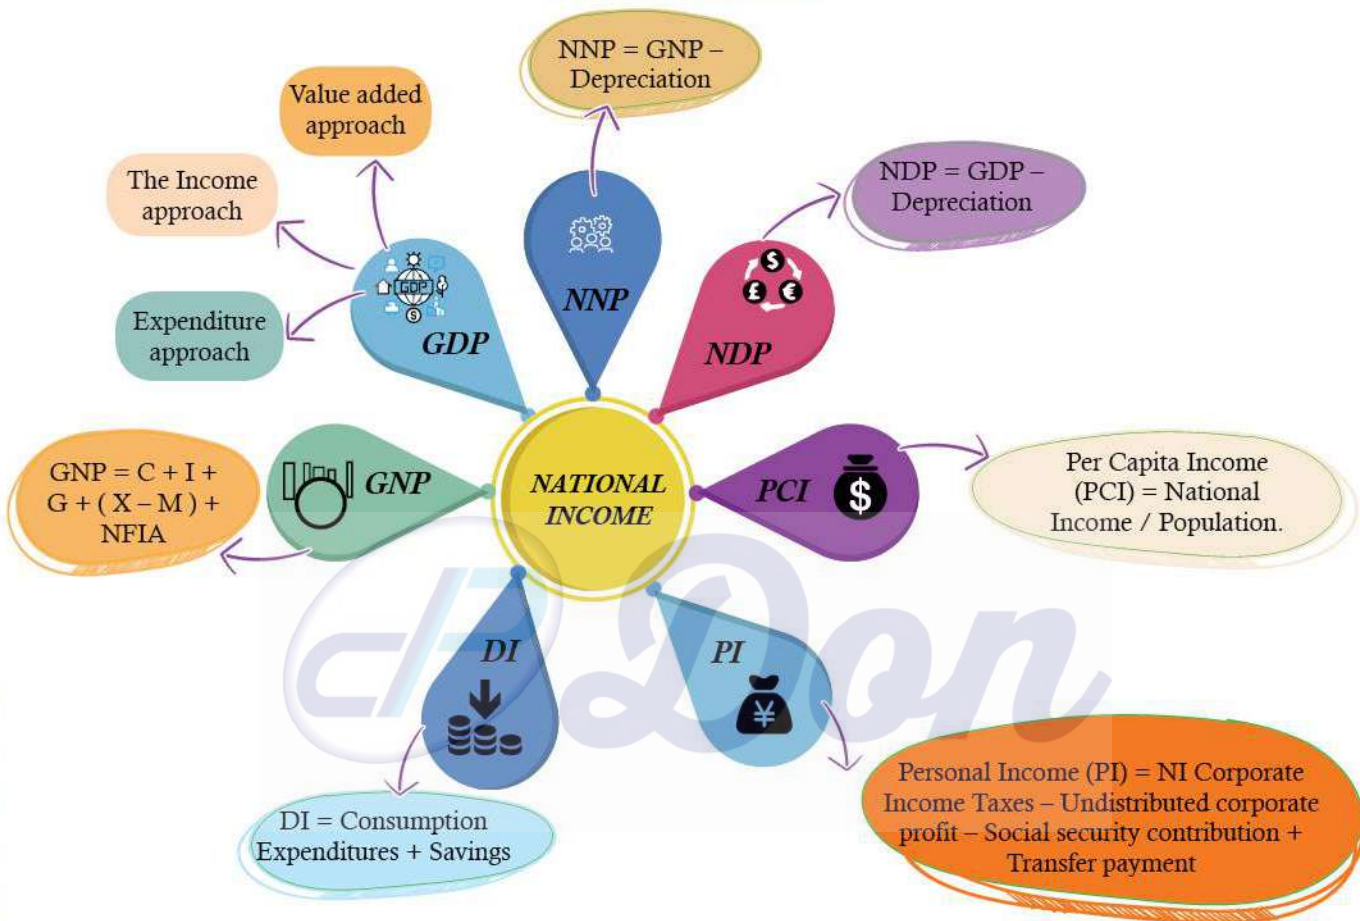 NNP = GNP –
Depreciation
Value added
approach
NDP = GDP –
Depreciation
The Income
approach
Expenditure
approach
GDP
GDP
NNP
NDP
GNP = C + I +
G + ( X – M ) +
NFIA
GNP
NATIONAL
INCOME
PCI
Per Capita Income
(PCI) = National
Income / Population.
DI
PI
Don
DI = Consumption
Expenditures + Savings
Personal Income (PI) = NI Corporate
Income Taxes – Undistributed corporate
profit – Social security contribution +
Transfer payment